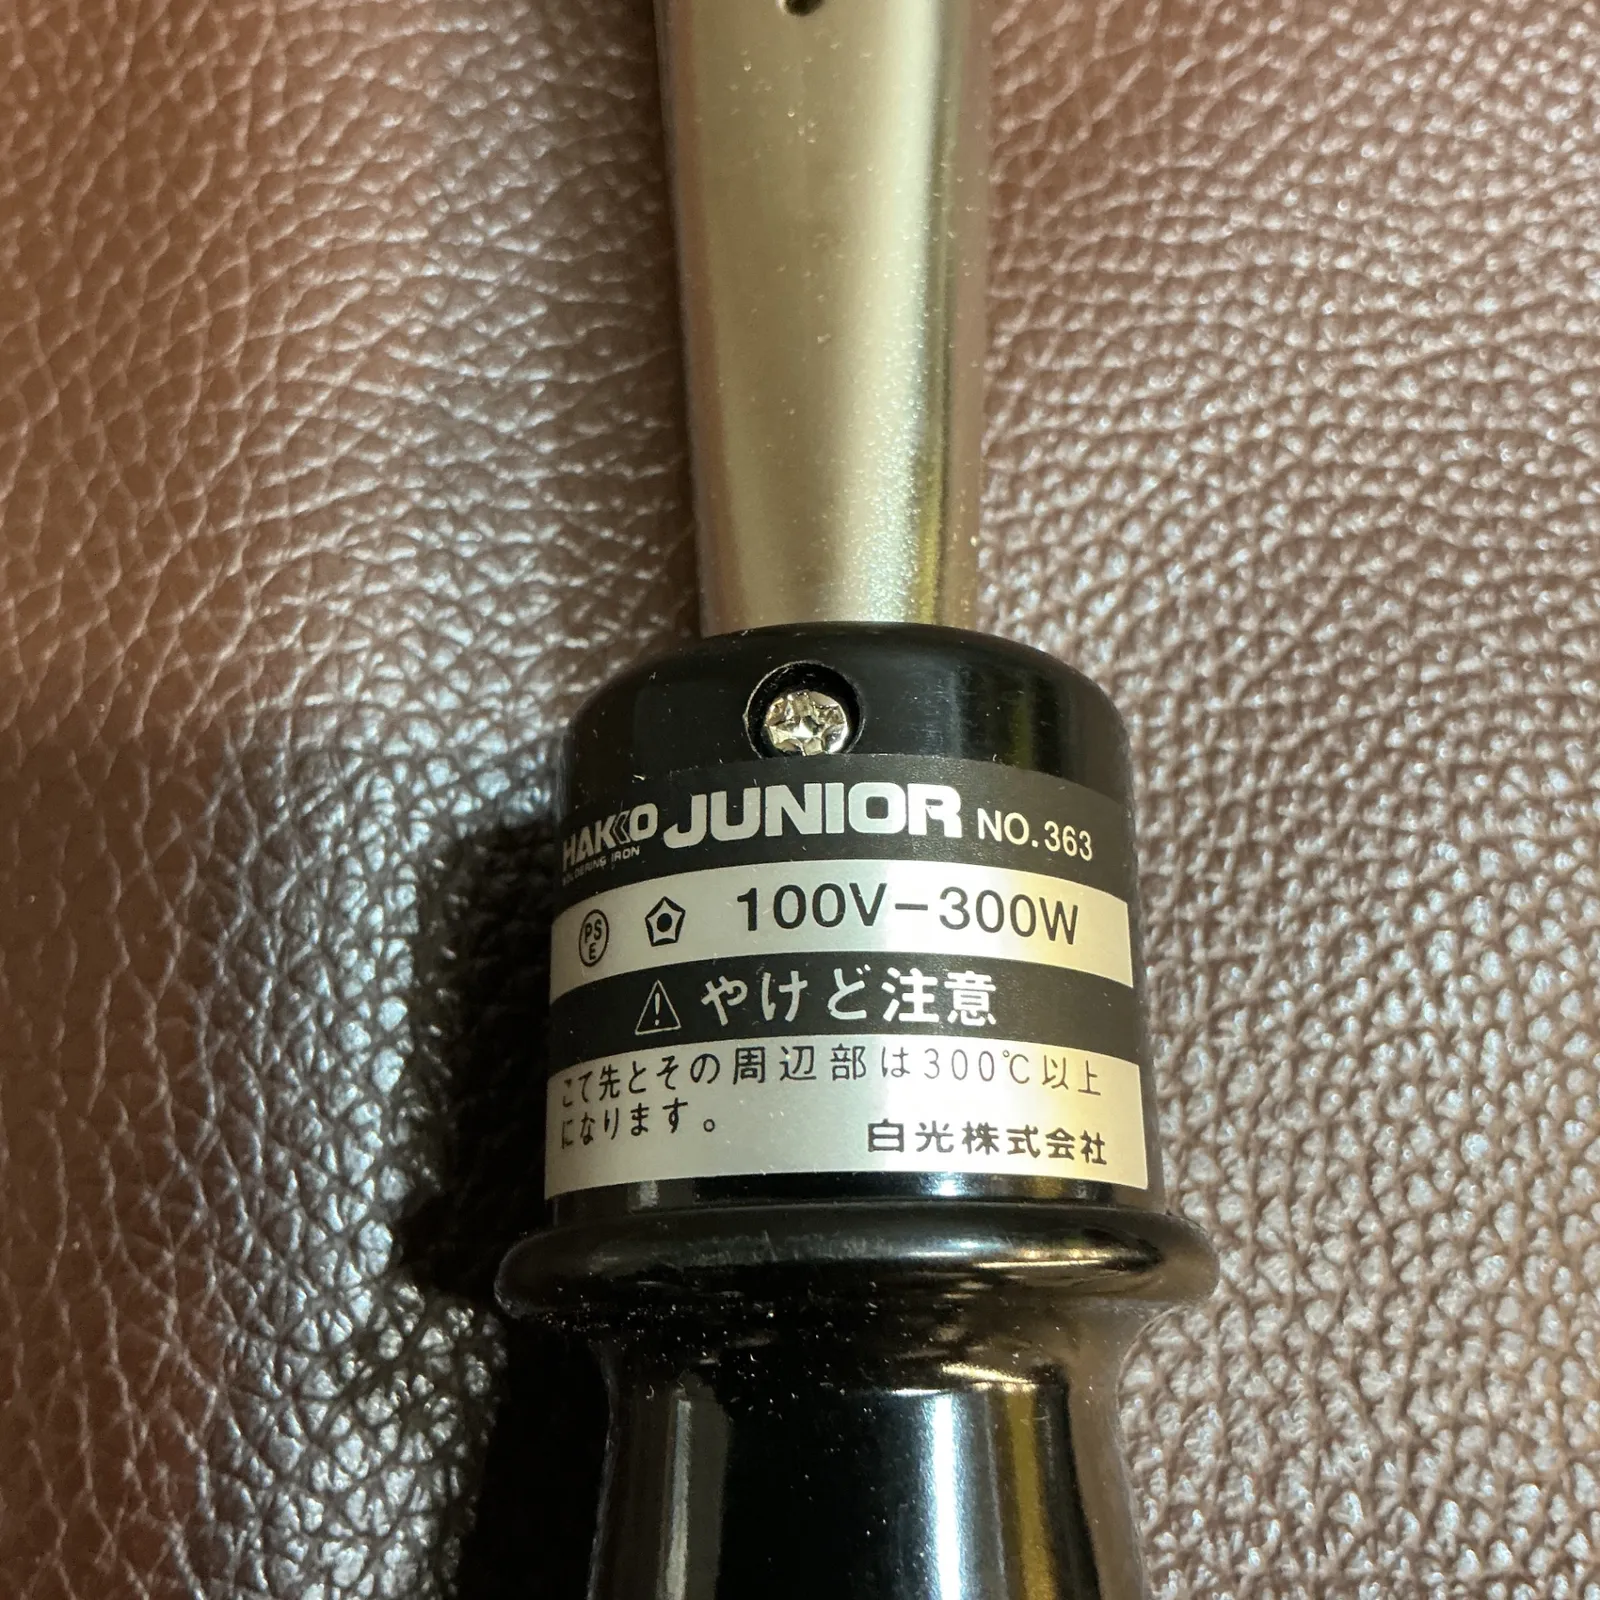 HAKKO JUNIOR NO.363
SOLDERING IRON
PS E 100V-300W
やけど注意
こて先とその周辺部は300℃以上
になります。
白光株式会社